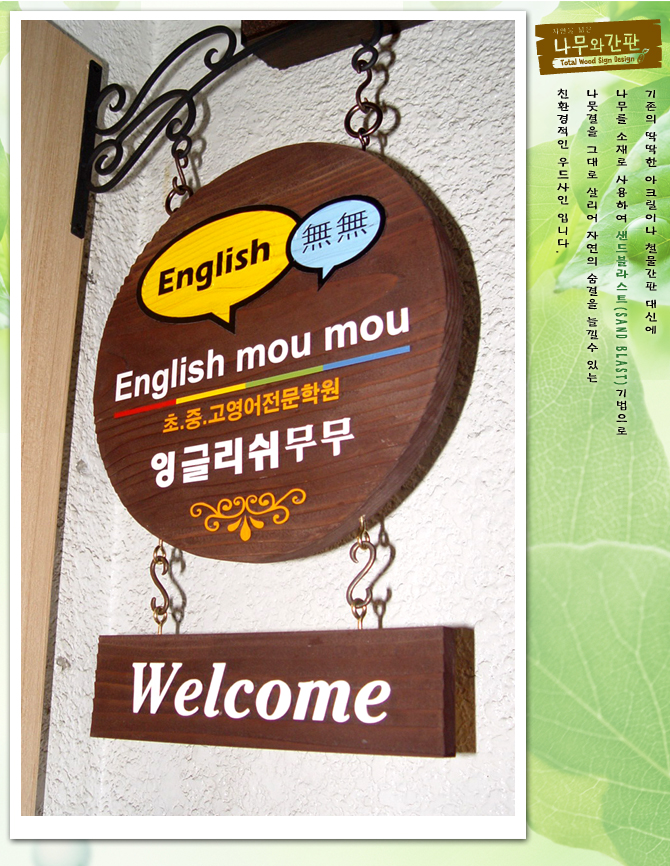 English
無無
English mou mou
초.중.고영어전문학원
잉글리쉬무무
Welcome
자연을 닮은
나무와간판
Total Wood Sign Design
기존의 딱딱한 아크릴이나 철물간판 대신에
나무를 소재로 사용하여 샌드블라스트(SAND BLAST)기법으로
나뭇결을 그대로 살리어 자연의 숨결을 느낄수 있는
친환경적인 우드사인 입니다.